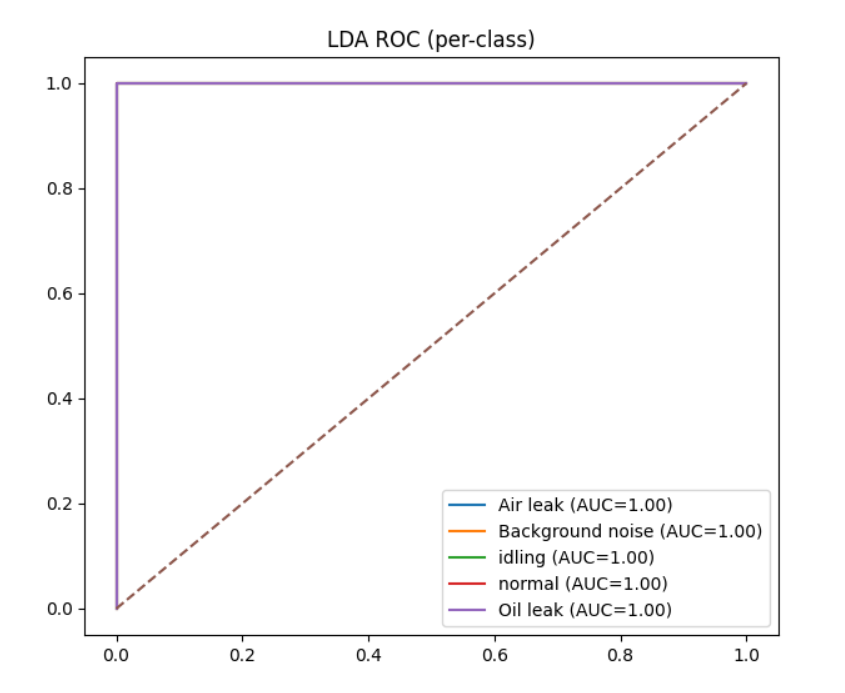 LDA ROC (per-class)
1.0
0.8
0.6
0.4
0.2
0.0
0.0 0.2 0.4 0.6 0.8 1.0
Air leak (AUC=1.00)
Background noise (AUC=1.00)
idling (AUC=1.00)
normal (AUC=1.00)
Oil leak (AUC=1.00)